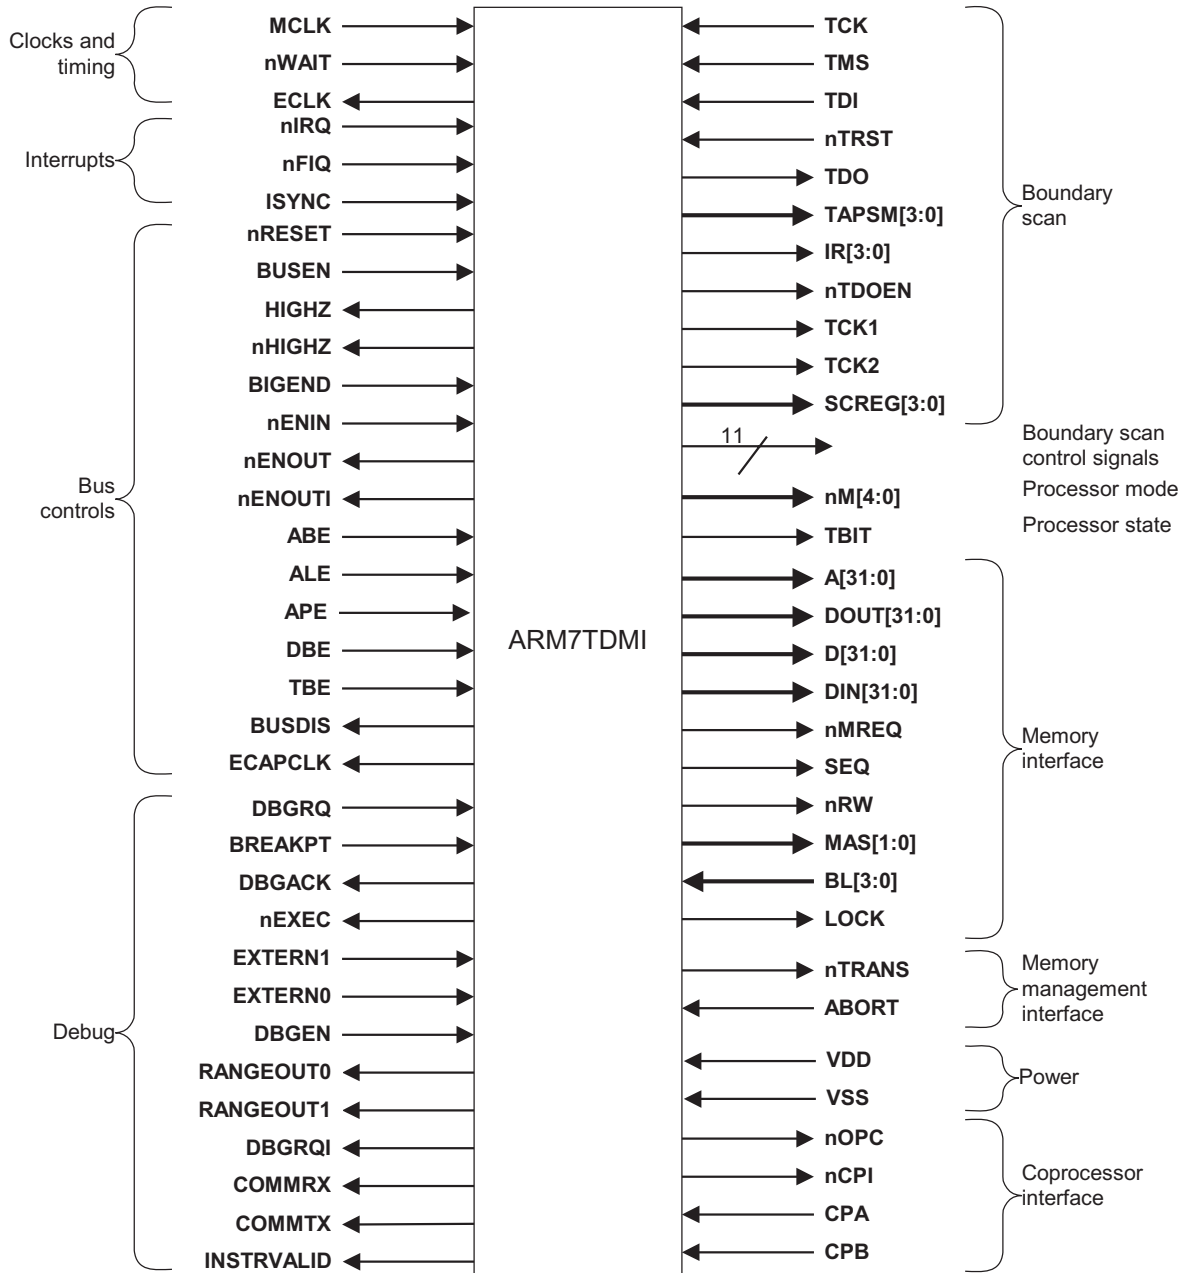 Clocks and
timing
MCLK
nWAIT
ECLK
Interrupts
nIRQ
nFIQ
ISYNC
Bus
controls
nRESET
BUSEN
HIGHZ
nHIGHZ
BIGEND
nENIN
nENOUT
nENOUTI
ABE
ALE
APE
DBE
TBE
BUSDIS
ECAPCLK
Debug
DBGRQ
BREAKPT
DBGACK
nEXEC
EXTERN1
EXTERN0
DBGEN
RANGEOUT0
RANGEOUT1
DBGRQI
COMMRX
COMMTX
INSTRVALID
ARM7TDMI
TCK
TMS
TDI
nTRST
TDO
TAPSM[3:0]
IR[3:0]
nTDOEN
TCK1
TCK2
SCREG[3:0]
Boundary
scan
11
Boundary scan
control signals
nM[4:0]
Processor mode
TBIT
Processor state
A[31:0]
DOUT[31:0]
D[31:0]
DIN[31:0]
nMREQ
SEQ
nRW
MAS[1:0]
BL[3:0]
LOCK
Memory
interface
nTRANS
ABORT
Memory
management
interface
VDD
VSS
Power
nOPC
nCPI
CPA
CPB
Coprocessor
interface